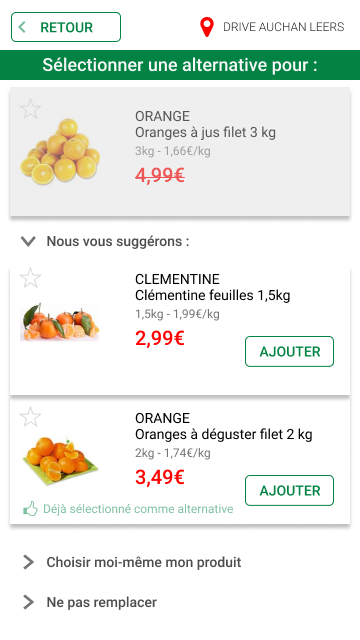 RETOUR
DRIVE AUCHAN LEERS
Sélectionner une alternative pour :
ORANGE
Oranges à jus filet 3 kg
3kg - 1,66€/kg
4,99€
Nous vous suggérons :
CLEMENTINE
Clémentine feuilles 1,5kg
1,5kg - 1,99€/kg
2,99€
AJOUTER
ORANGE
Oranges à déguster filet 2 kg
2kg - 1,74€/kg
3,49€
AJOUTER
Déjà sélectionné comme alternative
Choisir moi-même mon produit
Ne pas remplacer